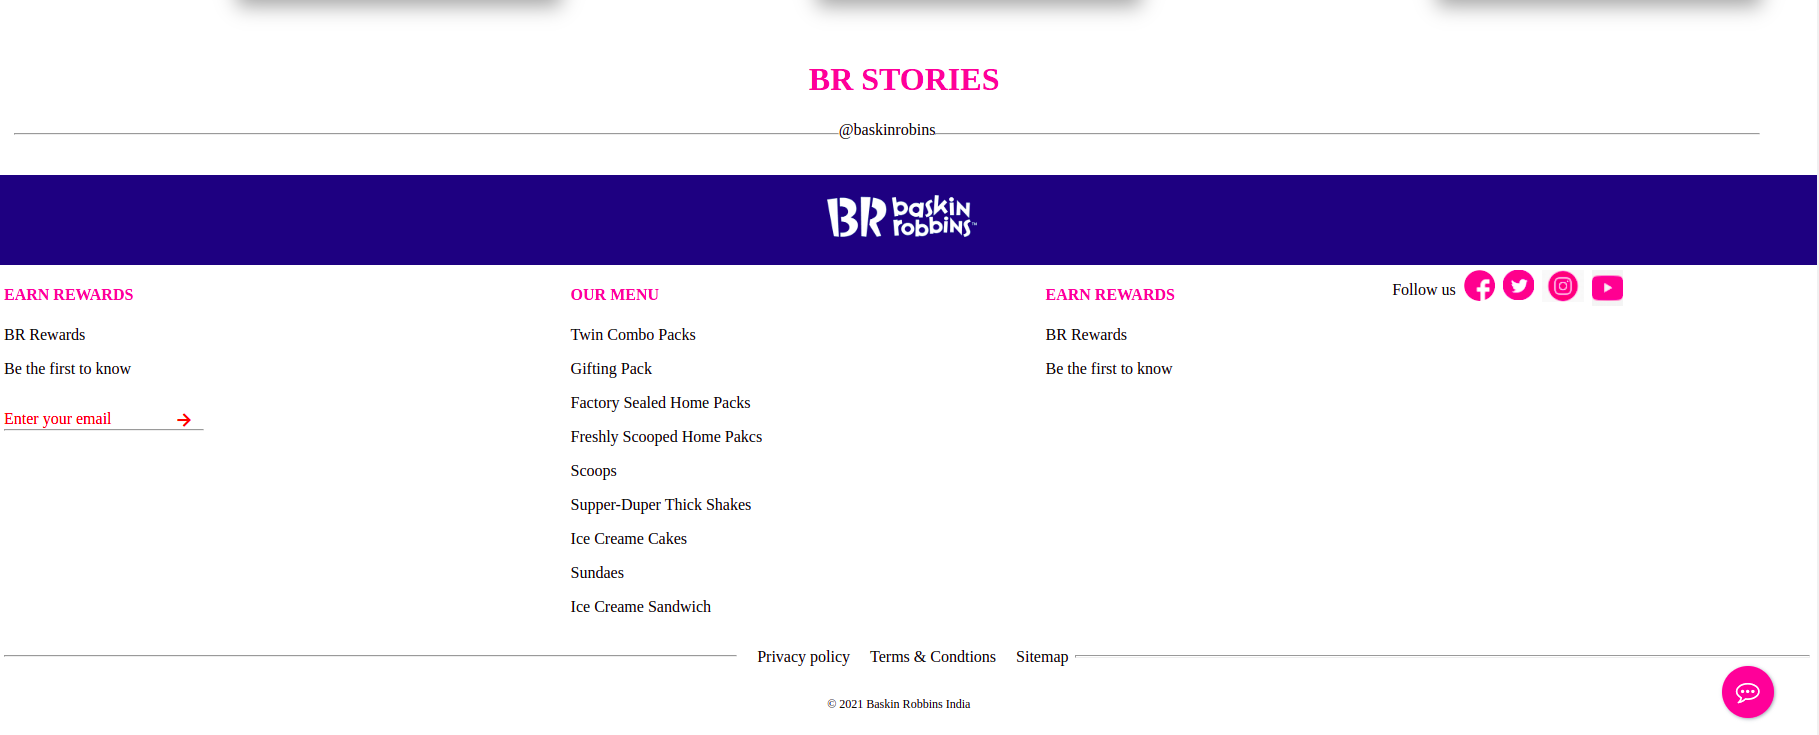 BR STORIES
@baskinrobins
BR baskin robbins™
EARN REWARDS
BR Rewards
Be the first to know
Enter your email
OUR MENU
Twin Combo Packs
Gifting Pack
Factory Sealed Home Packs
Freshly Scooped Home Pakcs
Scoops
Supper-Duper Thick Shakes
Ice Creame Cakes
Sundaes
Ice Creame Sandwich
EARN REWARDS
BR Rewards
Be the first to know
Follow us
Privacy policy Terms & Condtions Sitemap
© 2021 Baskin Robbins India